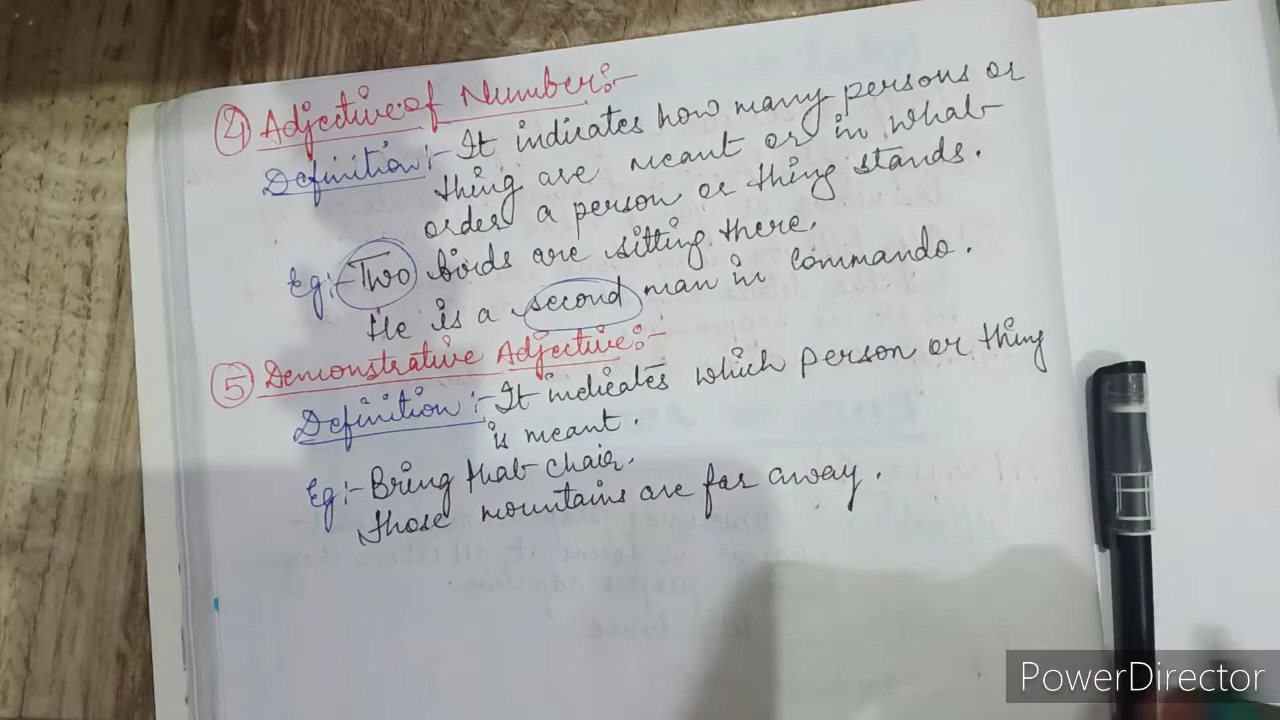 ④ Adjective of Number:-
Definition:- It indicates how many persons or
thing are meant or in what
order a person or thing stands.
Eg:- Two birds are sitting there.
He is a second man in commando.
⑤ Demonstrative Adjective:-
Definition:- It indicates which person or thing
is meant.
Eg:- Bring that chair.
those mountains are far away.
PowerDirector